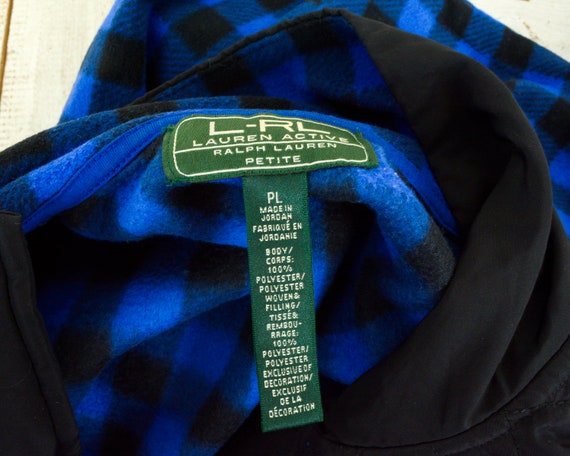 L-RL
LAUREN ACTIVE
RALPH LAUREN
PETITE
PL
MADE IN
JORDAN
FABRIQUÉ EN
JORDANIE
BODY/
CORPS:
100%
POLYESTER/
POLYESTER
WOVEN&
FILLING/
TISSÉ&
REMBOU-
RRAGE:
100%
POLYESTER/
POLYESTER
EXCLUSIVE OF
DECORATION/
EXCLUSIF
DE LA
DÉCORATION